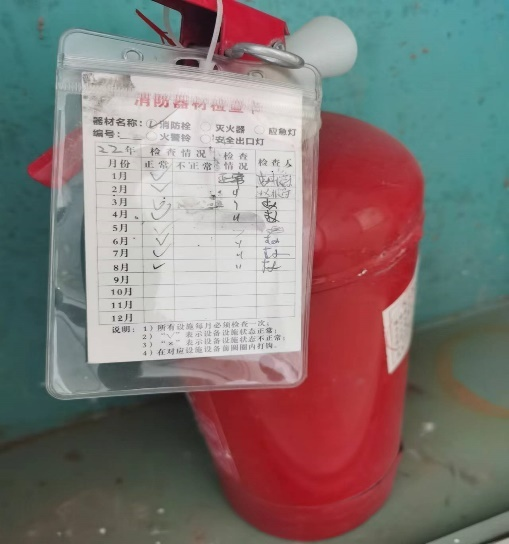 消防器材检查卡
器材名称: ✓消防栓 灭火器 应急灯
编号: 火警铃 安全出口灯
22年 检查情况 检查 检查人
月份 正常 不正常 情况
1月 ✓ 正常
2月 ✓ 〃
3月 ✓ 〃
4月 ✓ 〃
5月 ✓
6月 ✓ 〃
7月 ✓ 〃
8月 ✓ 〃
9月
10月
11月
12月
说明: 1) 所有设施每月必须检查一次;
2) "✓" 表示设备设施状态正常;
3) "×" 表示设备设施状态不正常;
4) 在对应设施设备前圆圈内打钩.